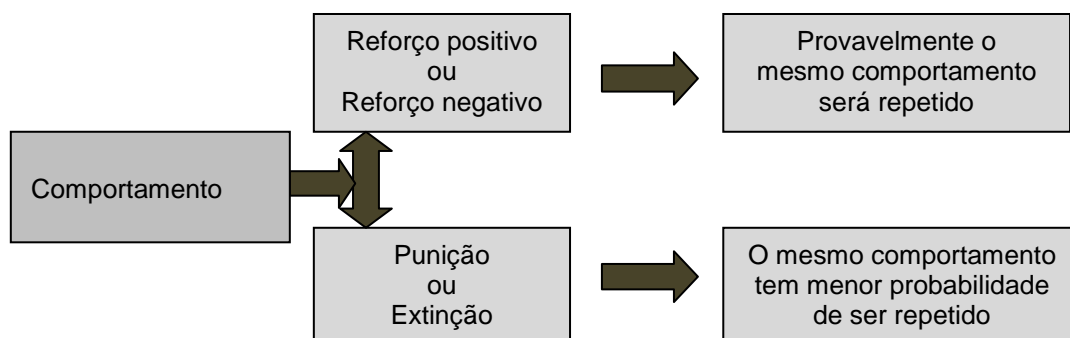 Reforço positivo
ou
Reforço negativo
Provavelmente o
mesmo comportamento
será repetido
Comportamento
Punição
ou
Extinção
O mesmo comportamento
tem menor probabilidade
de ser repetido